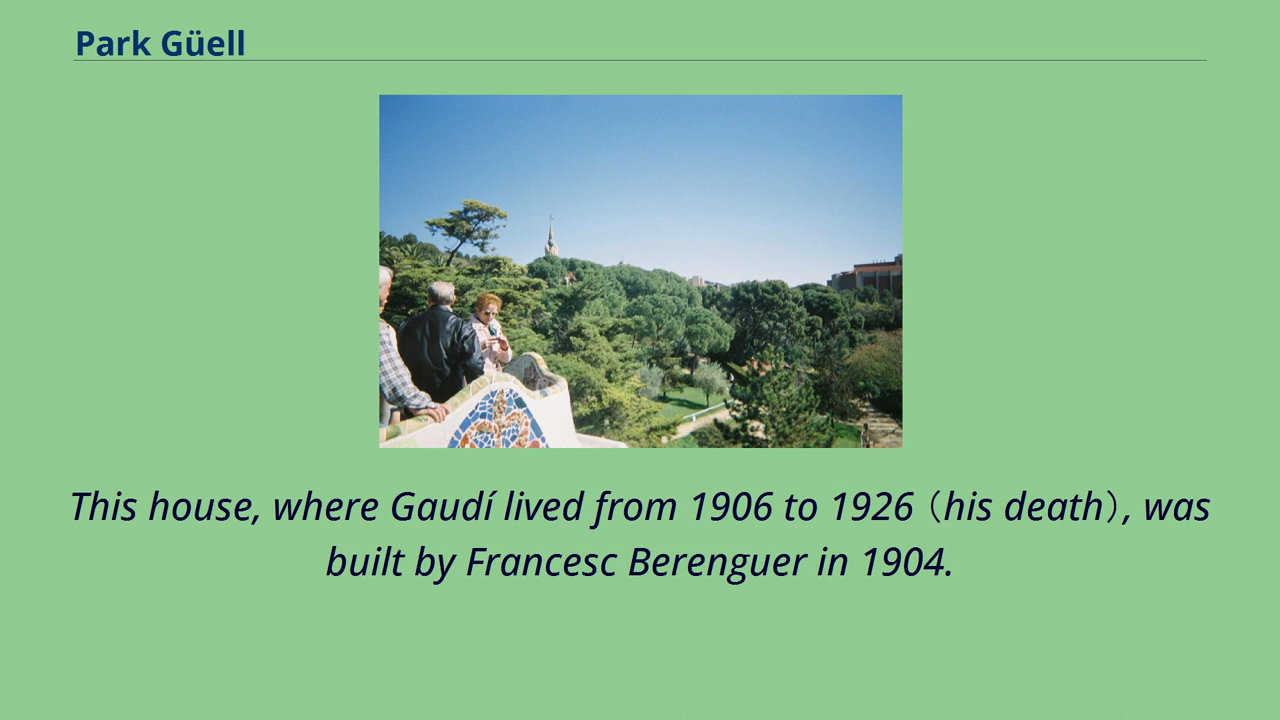 Park Güell
This house, where Gaudí lived from 1906 to 1926（his death）, was
built by Francesc Berenguer in 1904.